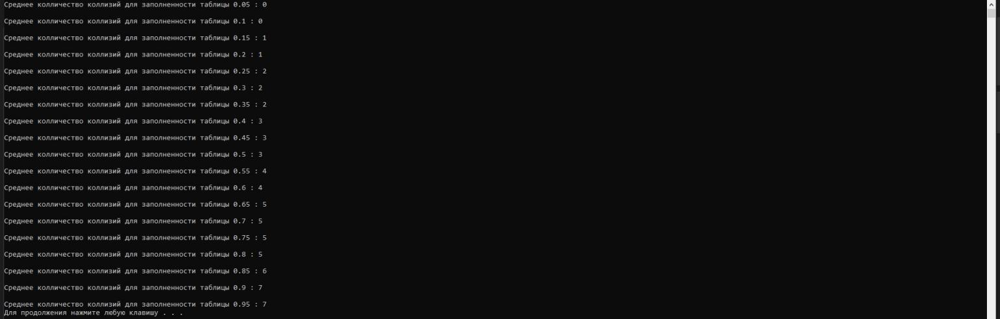 Среднее колличество коллизий для заполненности таблицы 0.05 : 0
Среднее колличество коллизий для заполненности таблицы 0.1 : 0
Среднее колличество коллизий для заполненности таблицы 0.15 : 1
Среднее колличество коллизий для заполненности таблицы 0.2 : 1
Среднее колличество коллизий для заполненности таблицы 0.25 : 2
Среднее колличество коллизий для заполненности таблицы 0.3 : 2
Среднее колличество коллизий для заполненности таблицы 0.35 : 2
Среднее колличество коллизий для заполненности таблицы 0.4 : 3
Среднее колличество коллизий для заполненности таблицы 0.45 : 3
Среднее колличество коллизий для заполненности таблицы 0.5 : 3
Среднее колличество коллизий для заполненности таблицы 0.55 : 4
Среднее колличество коллизий для заполненности таблицы 0.6 : 4
Среднее колличество коллизий для заполненности таблицы 0.65 : 5
Среднее колличество коллизий для заполненности таблицы 0.7 : 5
Среднее колличество коллизий для заполненности таблицы 0.75 : 5
Среднее колличество коллизий для заполненности таблицы 0.8 : 5
Среднее колличество коллизий для заполненности таблицы 0.85 : 6
Среднее колличество коллизий для заполненности таблицы 0.9 : 7
Среднее колличество коллизий для заполненности таблицы 0.95 : 7
Для продолжения нажмите любую клавишу . . .